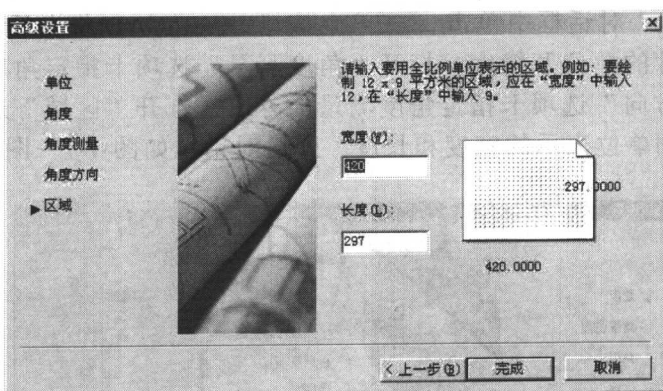 高级设置
单位
角度
角度测量
角度方向
区域
请输入要用全比例单位表示的区域。例如：要绘
制 12 x 9 平方米的区域，应在“宽度”中输入
12，在“长度”中输入 9。
宽度(W):
420
长度(L):
297
297.0000
420.0000
< 上一步(B)
完成
取消